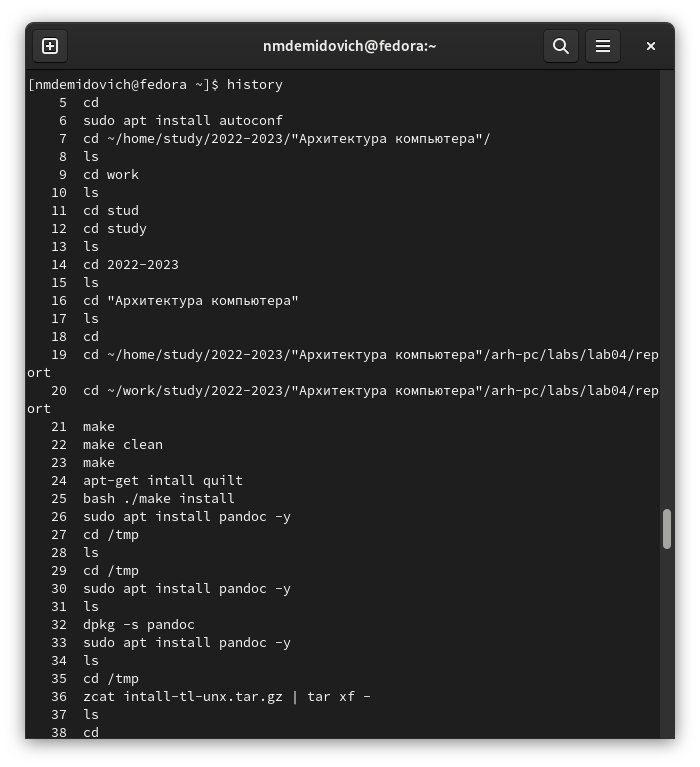 nmdemidovich@fedora:~
[nmdemidovich@fedora ~]$ history
5 cd
6 sudo apt install autoconf
7 cd ~/home/study/2022-2023/"Архитектура компьютера"/
8 ls
9 cd work
10 ls
11 cd stud
12 cd study
13 ls
14 cd 2022-2023
15 ls
16 cd "Архитектура компьютера"
17 ls
18 cd
19 cd ~/home/study/2022-2023/"Архитектура компьютера"/arh-pc/labs/lab04/rep
ort
20 cd ~/work/study/2022-2023/"Архитектура компьютера"/arh-pc/labs/lab04/rep
ort
21 make
22 make clean
23 make
24 apt-get intall quilt
25 bash ./make install
26 sudo apt install pandoc -y
27 cd /tmp
28 ls
29 cd /tmp
30 sudo apt install pandoc -y
31 ls
32 dpkg -s pandoc
33 sudo apt install pandoc -y
34 ls
35 cd /tmp
36 zcat intall-tl-unx.tar.gz | tar xf -
37 ls
38 cd